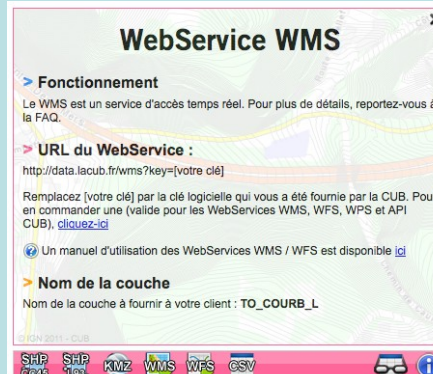 WebService WMS
> Fonctionnement
Le WMS est un service d'accès temps réel. Pour plus de détails, reportez-vous à
la FAQ.
> URL du WebService :
http://data.lacub.fr/wms?key=[votre clé]
Remplacez [votre clé] par la clé logicielle qui vous a été fournie par la CUB. Pou
en commander une (valide pour les WebServices WMS, WFS, WPS et API
CUB), cliquez-ici
Un manuel d'utilisation des WebServices WMS / WFS est disponible ici
> Nom de la couche
Nom de la couche à fournir à votre client : TO_COURB_L
© IGN 2011 - CUB
SHP SHP KMZ WMS WFS CSV
CC45 L93